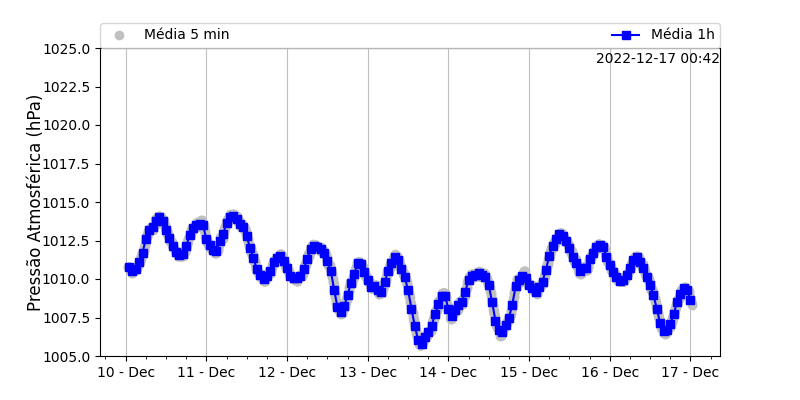 Média 5 min
Média 1h
2022-12-17 00:42
Pressão Atmosférica (hPa)
1025.0
1022.5
1020.0
1017.5
1015.0
1012.5
1010.0
1007.5
1005.0
10 - Dec
11 - Dec
12 - Dec
13 - Dec
14 - Dec
15 - Dec
16 - Dec
17 - Dec